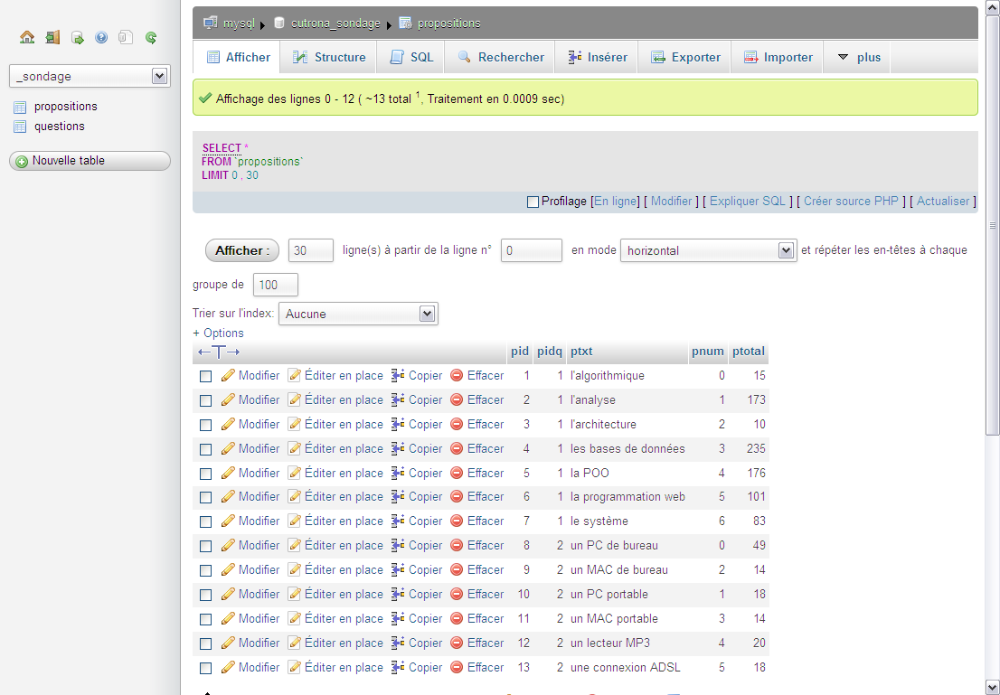 mysql cutrona_sondage propositions
_sondage
propositions
questions
Nouvelle table
Afficher Structure SQL Rechercher Insérer Exporter Importer plus
Affichage des lignes 0 - 12 ( ~13 total 1, Traitement en 0.0009 sec)
SELECT *
FROM `propositions`
LIMIT 0 , 30
Profilage [En ligne] [ Modifier ] [ Expliquer SQL ] [ Créer source PHP ] [ Actualiser ]
Afficher : 30 ligne(s) à partir de la ligne n° 0 en mode horizontal et répéter les en-têtes à chaque
groupe de 100
Trier sur l'index: Aucune
+ Options
←T→ pid pidq ptxt pnum ptotal
Modifier Éditer en place Copier Effacer 1 1 l'algorithmique 0 15
Modifier Éditer en place Copier Effacer 2 1 l'analyse 1 173
Modifier Éditer en place Copier Effacer 3 1 l'architecture 2 10
Modifier Éditer en place Copier Effacer 4 1 les bases de données 3 235
Modifier Éditer en place Copier Effacer 5 1 la POO 4 176
Modifier Éditer en place Copier Effacer 6 1 la programmation web 5 101
Modifier Éditer en place Copier Effacer 7 1 le système 6 83
Modifier Éditer en place Copier Effacer 8 2 un PC de bureau 0 49
Modifier Éditer en place Copier Effacer 9 2 un MAC de bureau 2 14
Modifier Éditer en place Copier Effacer 10 2 un PC portable 1 18
Modifier Éditer en place Copier Effacer 11 2 un MAC portable 3 14
Modifier Éditer en place Copier Effacer 12 2 un lecteur MP3 4 20
Modifier Éditer en place Copier Effacer 13 2 une connexion ADSL 5 18